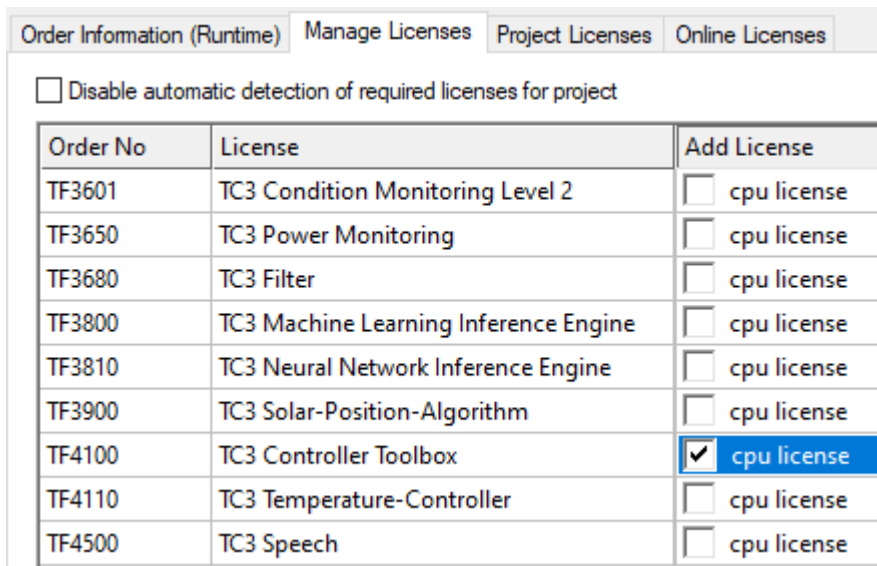 Order Information (Runtime) Manage Licenses Project Licenses Online Licenses
Disable automatic detection of required licenses for project
Order No License Add License
TF3601 TC3 Condition Monitoring Level 2 cpu license
TF3650 TC3 Power Monitoring cpu license
TF3680 TC3 Filter cpu license
TF3800 TC3 Machine Learning Inference Engine cpu license
TF3810 TC3 Neural Network Inference Engine cpu license
TF3900 TC3 Solar-Position-Algorithm cpu license
TF4100 TC3 Controller Toolbox cpu license
TF4110 TC3 Temperature-Controller cpu license
TF4500 TC3 Speech cpu license